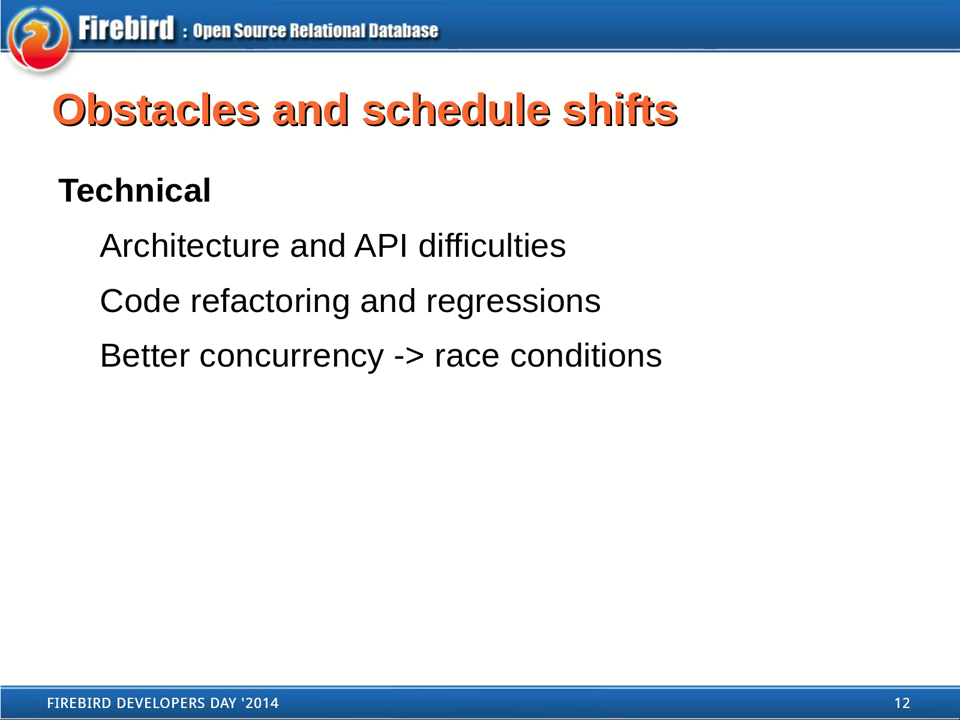 Firebird : Open Source Relational Database
Obstacles and schedule shifts
Technical
Architecture and API difficulties
Code refactoring and regressions
Better concurrency -> race conditions
FIREBIRD DEVELOPERS DAY '2014 12